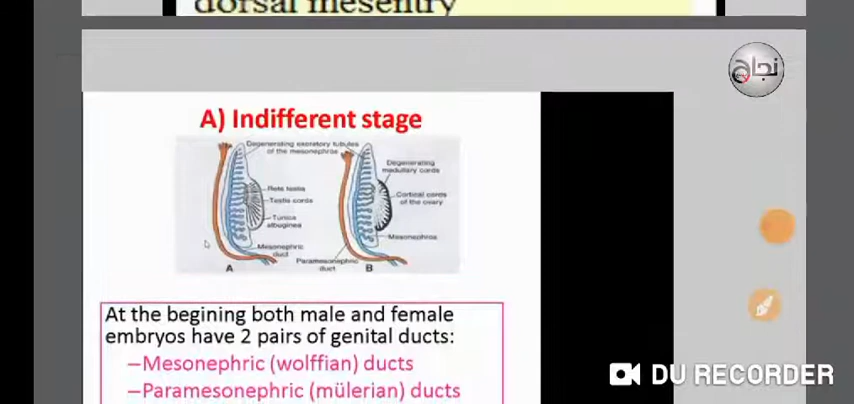 dorsal mesentry
نجاح
A) Indifferent stage
Degenerating excretory tubules
of the mesonephros
Degenerating
medullary cords
Rete testis
Testis cords
Cortical cords
of the ovary
Tunica
albuginea
Mesonephros
Mesonephric
duct
Paramesonephric
duct
A
B
At the begining both male and female
embryos have 2 pairs of genital ducts:
–Mesonephric (wolffian) ducts
–Paramesonephric (mülerian) ducts
DU RECORDER